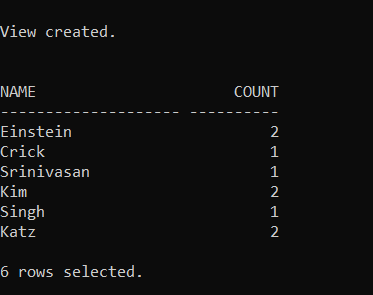 View created.
NAME                      COUNT
-------------------- ----------
Einstein                      2
Crick                         1
Srinivasan                    1
Kim                           2
Singh                         1
Katz                          2
6 rows selected.